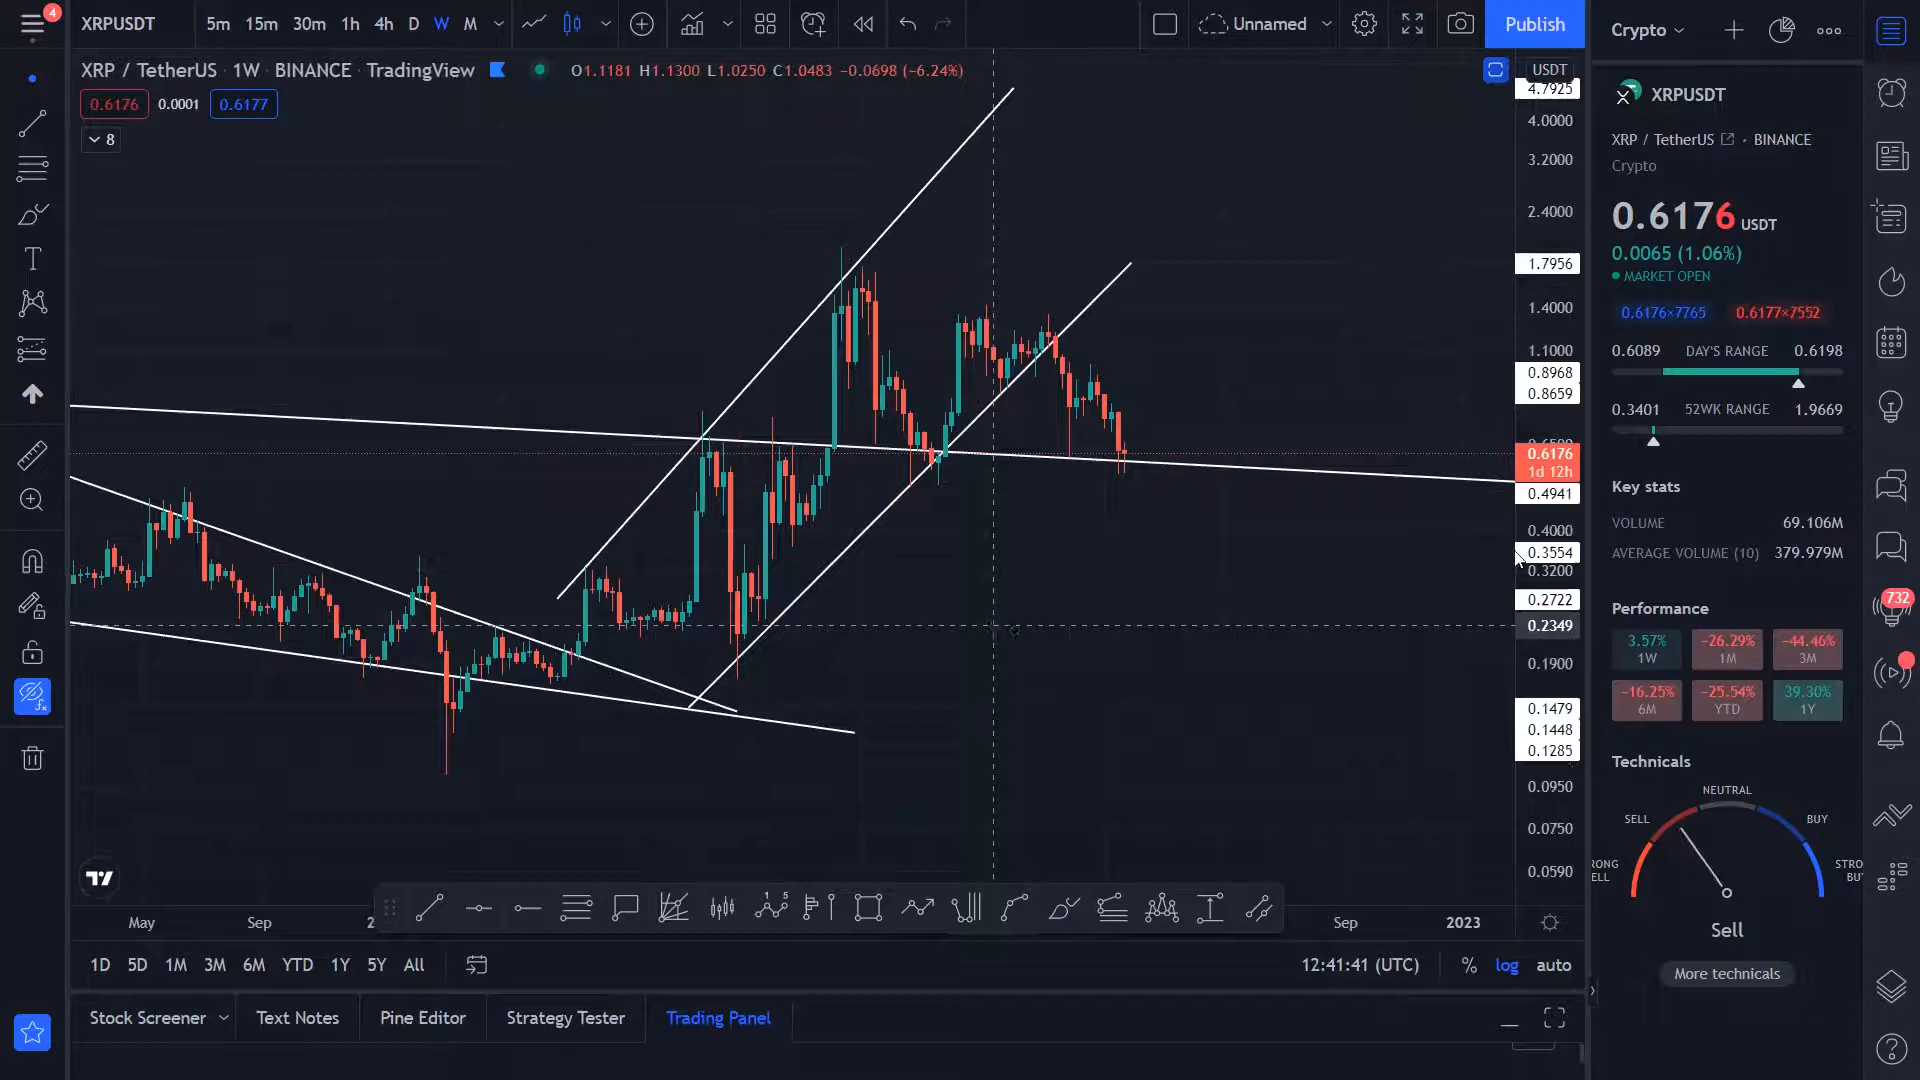 4
XRPUSDT 5m 15m 30m 1h 4h D W M Unnamed Publish
XRP / TetherUS · 1W · BINANCE · TradingView O1.1181 H1.1300 L1.0250 C1.0483 −0.0698 (−6.24%)
0.6176 0.0001 0.6177
8
USDT
4.7925
4.0000
3.2000
2.4000
1.7956
1.4000
1.1000
0.8968
0.8659
0.6176
1d 12h
0.4941
0.4000
0.3554
0.3200
0.2722
0.2349
0.1900
0.1479
0.1448
0.1285
0.0950
0.0750
0.0590
May Sep 2 Sep 2023
1D 5D 1M 3M 6M YTD 1Y 5Y All 12:41:41 (UTC) % log auto
Stock Screener Text Notes Pine Editor Strategy Tester Trading Panel
Crypto
XRPUSDT
XRP / TetherUS · BINANCE
Crypto
0.6176 USDT
0.0065 (1.06%)
MARKET OPEN
0.6176×7765 0.6177×7552
0.6089 DAY'S RANGE 0.6198
0.3401 52WK RANGE 1.9669
Key stats
VOLUME 69.106M
AVERAGE VOLUME (10) 379.979M
Performance
3.57% −26.29% −44.46%
1W 1M 3M
−16.25% −25.54% 39.30%
6M YTD 1Y
Technicals
NEUTRAL
SELL BUY
RONG STRO
ELL BU
Sell
More technicals
732